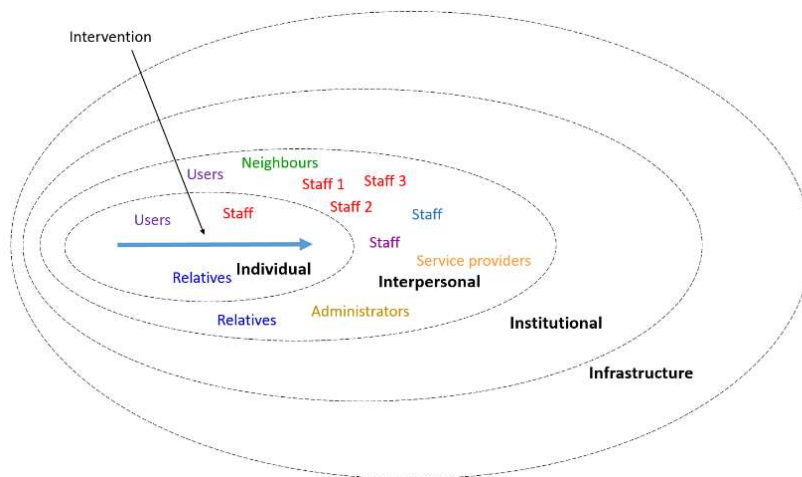 Intervention
Neighbours
Users
Staff 1
Staff 3
Staff 2
Users
Staff
Staff
Staff
Service providers
Individual
Relatives
Interpersonal
Administrators
Relatives
Institutional
Infrastructure